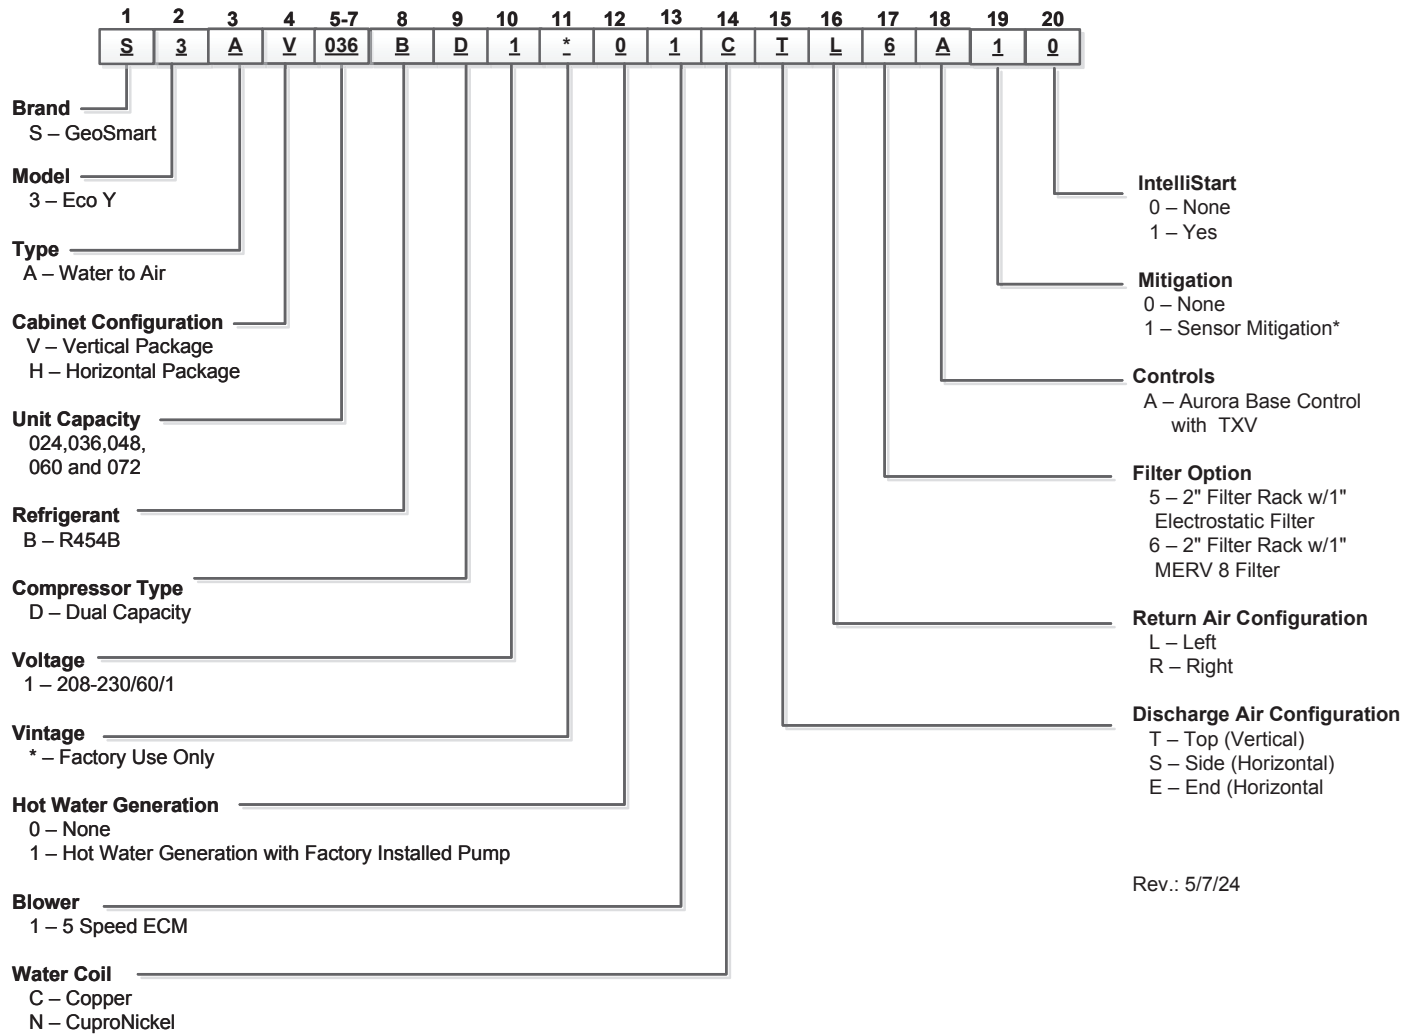 1 2 3 4 5-7 8 9 10 11 12 13 14 15 16 17 18 19 20
S 3 A V 036 B D 1 * 0 1 C T L 6 A 1 0
Brand
S – GeoSmart
Model
3 – Eco Y
Type
A – Water to Air
Cabinet Configuration
V – Vertical Package
H – Horizontal Package
Unit Capacity
024,036,048,
060 and 072
Refrigerant
B – R454B
Compressor Type
D – Dual Capacity
Voltage
1 – 208-230/60/1
Vintage
* – Factory Use Only
Hot Water Generation
0 – None
1 – Hot Water Generation with Factory Installed Pump
Blower
1 – 5 Speed ECM
Water Coil
C – Copper
N – CuproNickel
IntelliStart
0 – None
1 – Yes
Mitigation
0 – None
1 – Sensor Mitigation*
Controls
A – Aurora Base Control
with TXV
Filter Option
5 – 2" Filter Rack w/1"
Electrostatic Filter
6 – 2" Filter Rack w/1"
MERV 8 Filter
Return Air Configuration
L – Left
R – Right
Discharge Air Configuration
T – Top (Vertical)
S – Side (Horizontal)
E – End (Horizontal
Rev.: 5/7/24